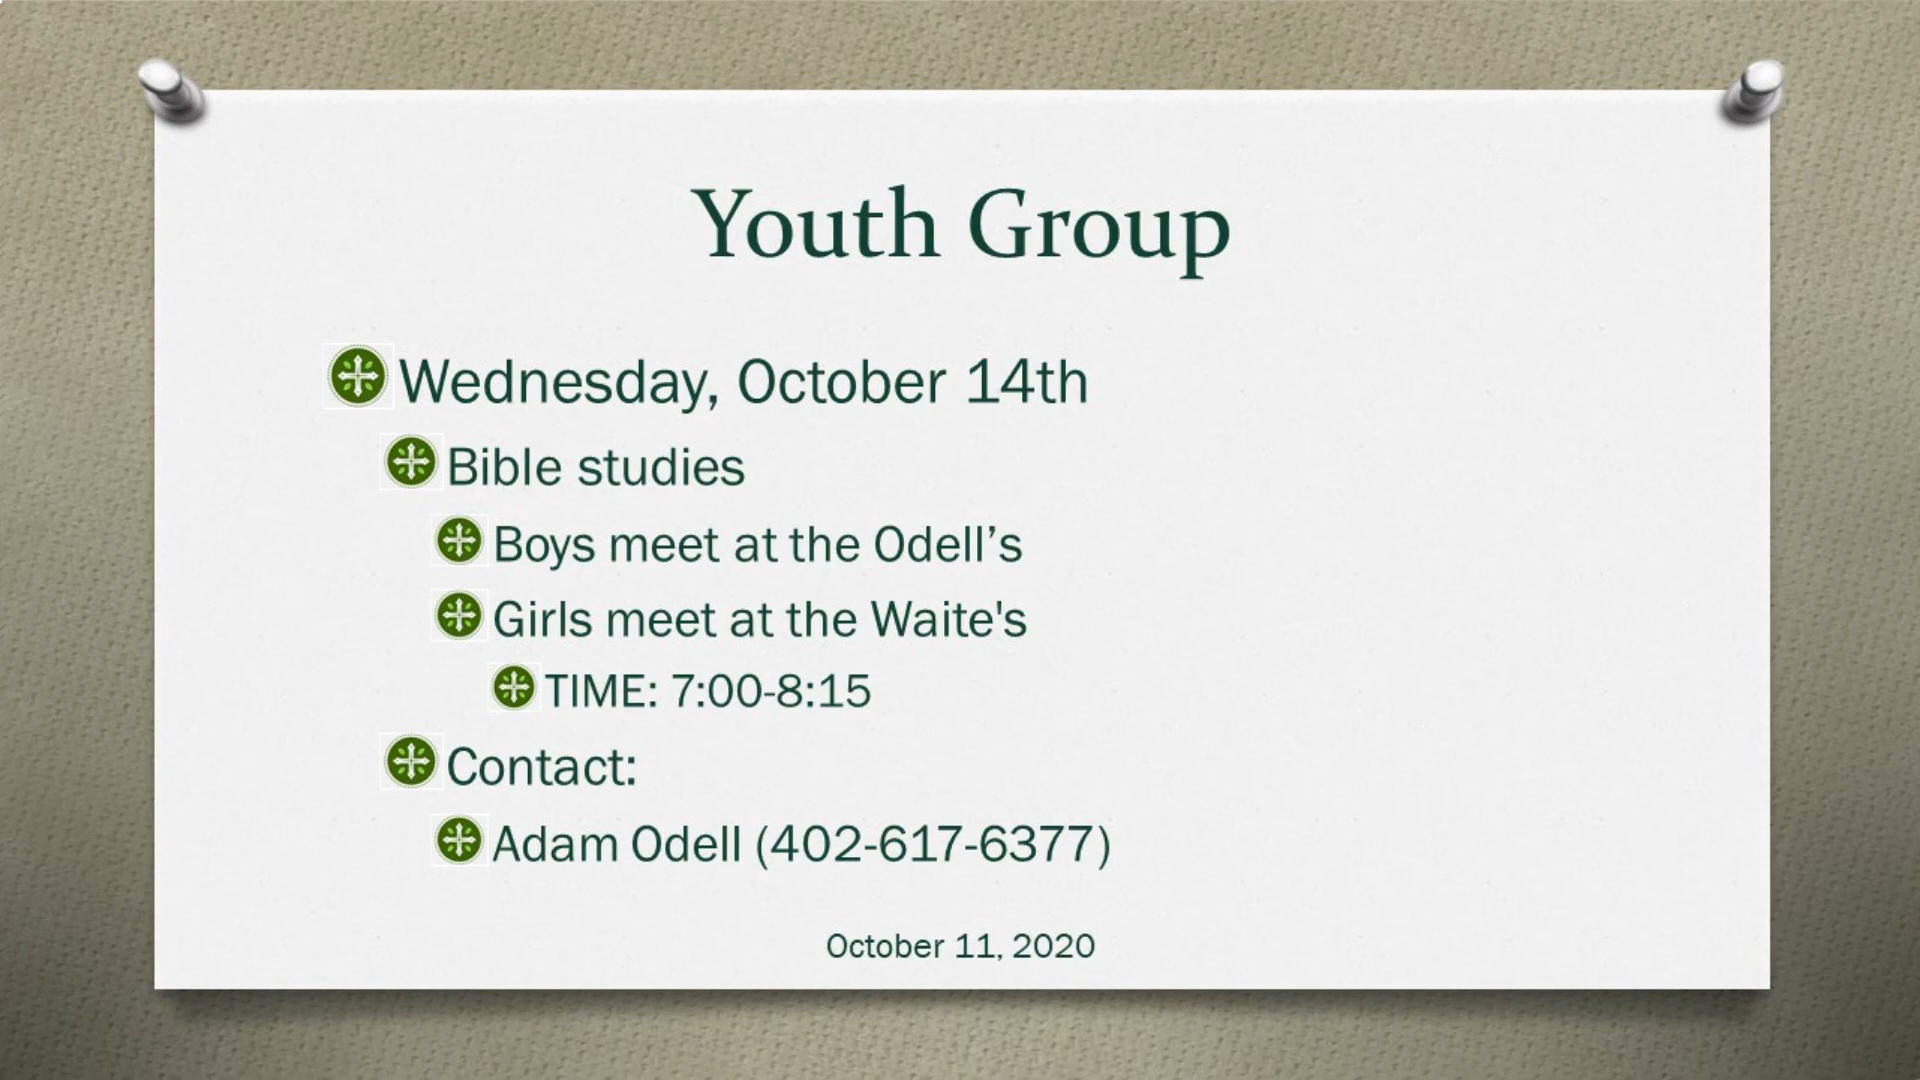 Youth Group
Wednesday, October 14th
Bible studies
Boys meet at the Odell’s
Girls meet at the Waite's
TIME: 7:00-8:15
Contact:
Adam Odell (402-617-6377)
October 11, 2020